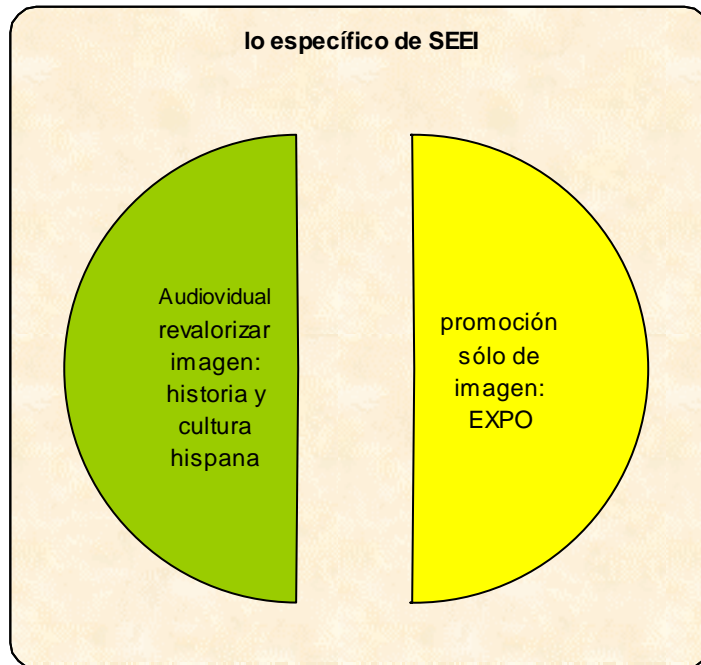 lo específico de SEEI
Audiovidual
revalorizar
imagen:
historia y
cultura
hispana
promoción
sólo de
imagen:
EXPO